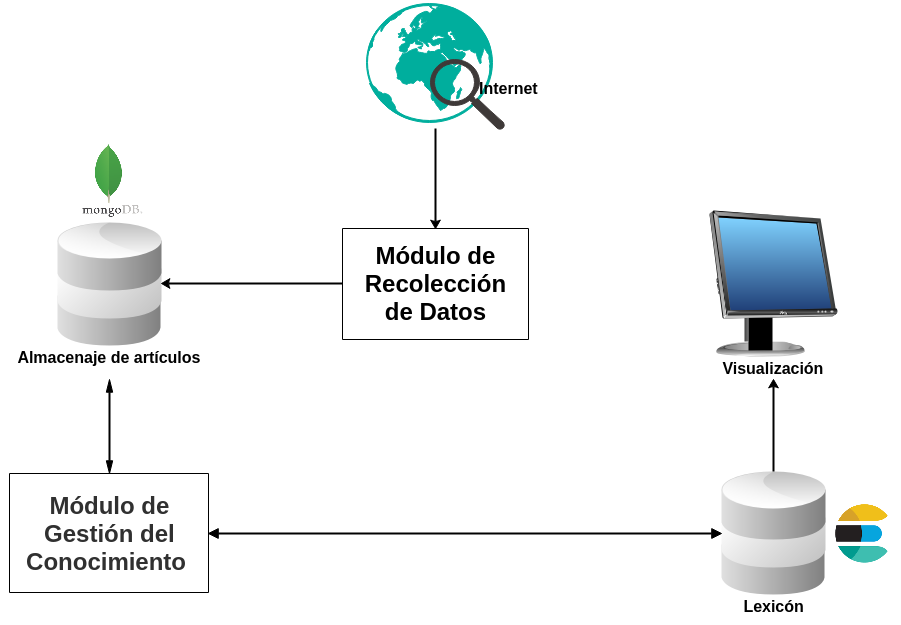 Internet
mongoDB.
Módulo de
Recolección
de Datos
Almacenaje de artículos
Visualización
Módulo de
Gestión del
Conocimiento
Lexicón